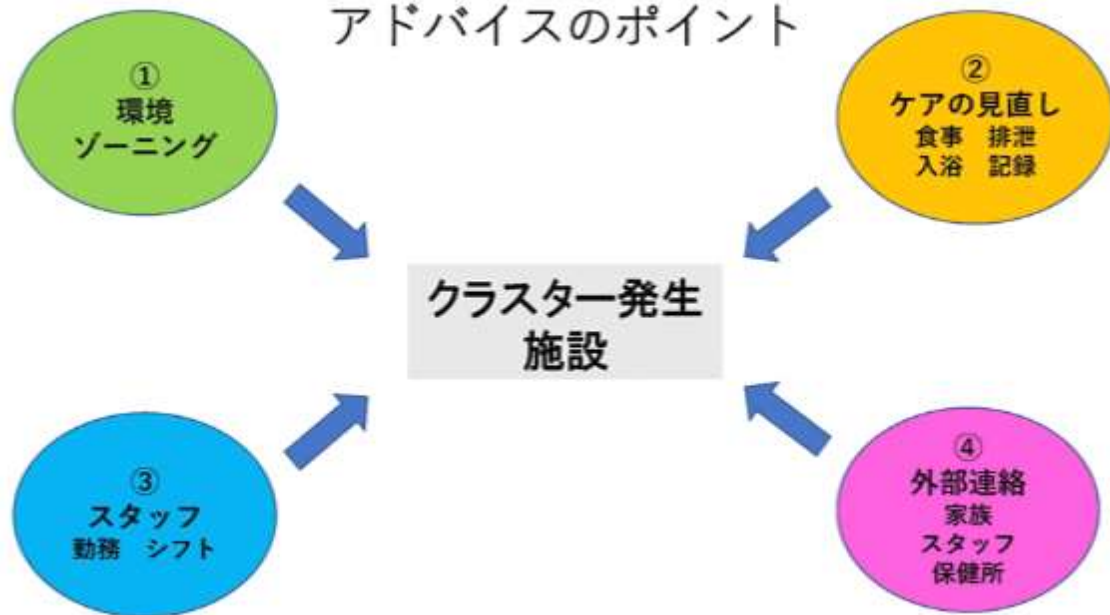 アドバイスのポイント
①
環境
ゾーニング
②
ケアの見直し
食事　排泄
入浴　記録
クラスター発生
施設
③
スタッフ
勤務　シフト
④
外部連絡
家族
スタッフ
保健所